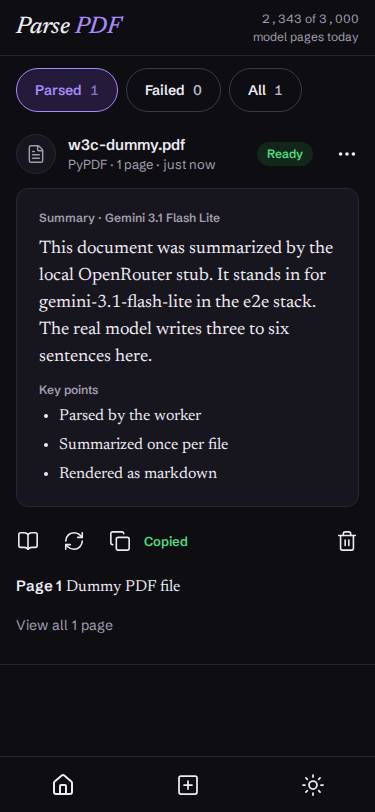 Parse PDF
2,343 of 3,000
model pages today
Parsed 1
Failed 0
All 1
w3c-dummy.pdf
PyPDF · 1 page · just now
Ready
Summary · Gemini 3.1 Flash Lite
This document was summarized by the
local OpenRouter stub. It stands in for
gemini-3.1-flash-lite in the e2e stack.
The real model writes three to six
sentences here.
Key points
• Parsed by the worker
• Summarized once per file
• Rendered as markdown
Copied
Page 1 Dummy PDF file
View all 1 page